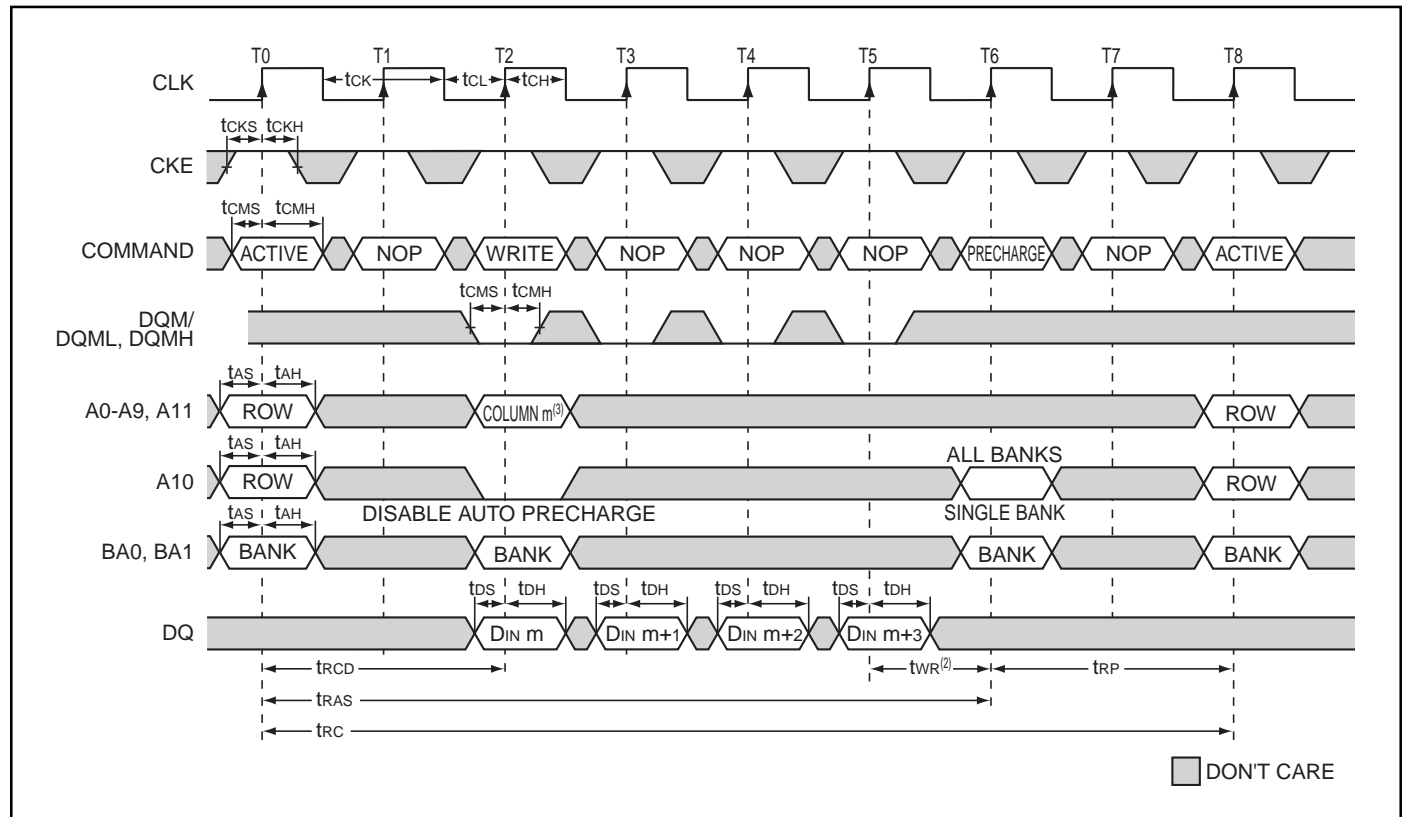 T0 T1 T2 T3 T4 T5 T6 T7 T8
CLK tCK tCL tCH
tCKS tCKH
CKE
tCMS tCMH
COMMAND ACTIVE NOP WRITE NOP NOP NOP PRECHARGE NOP ACTIVE
tCMS tCMH
DQM/
DQML, DQMH
tAS tAH
A0-A9, A11 ROW COLUMN m(3) ROW
tAS tAH ALL BANKS
A10 ROW ROW
tAS tAH DISABLE AUTO PRECHARGE SINGLE BANK
BA0, BA1 BANK BANK BANK BANK
tDS tDH tDS tDH tDS tDH tDS tDH
DQ DIN m DIN m+1 DIN m+2 DIN m+3
tRCD tWR(2) tRP
tRAS
tRC
DON'T CARE